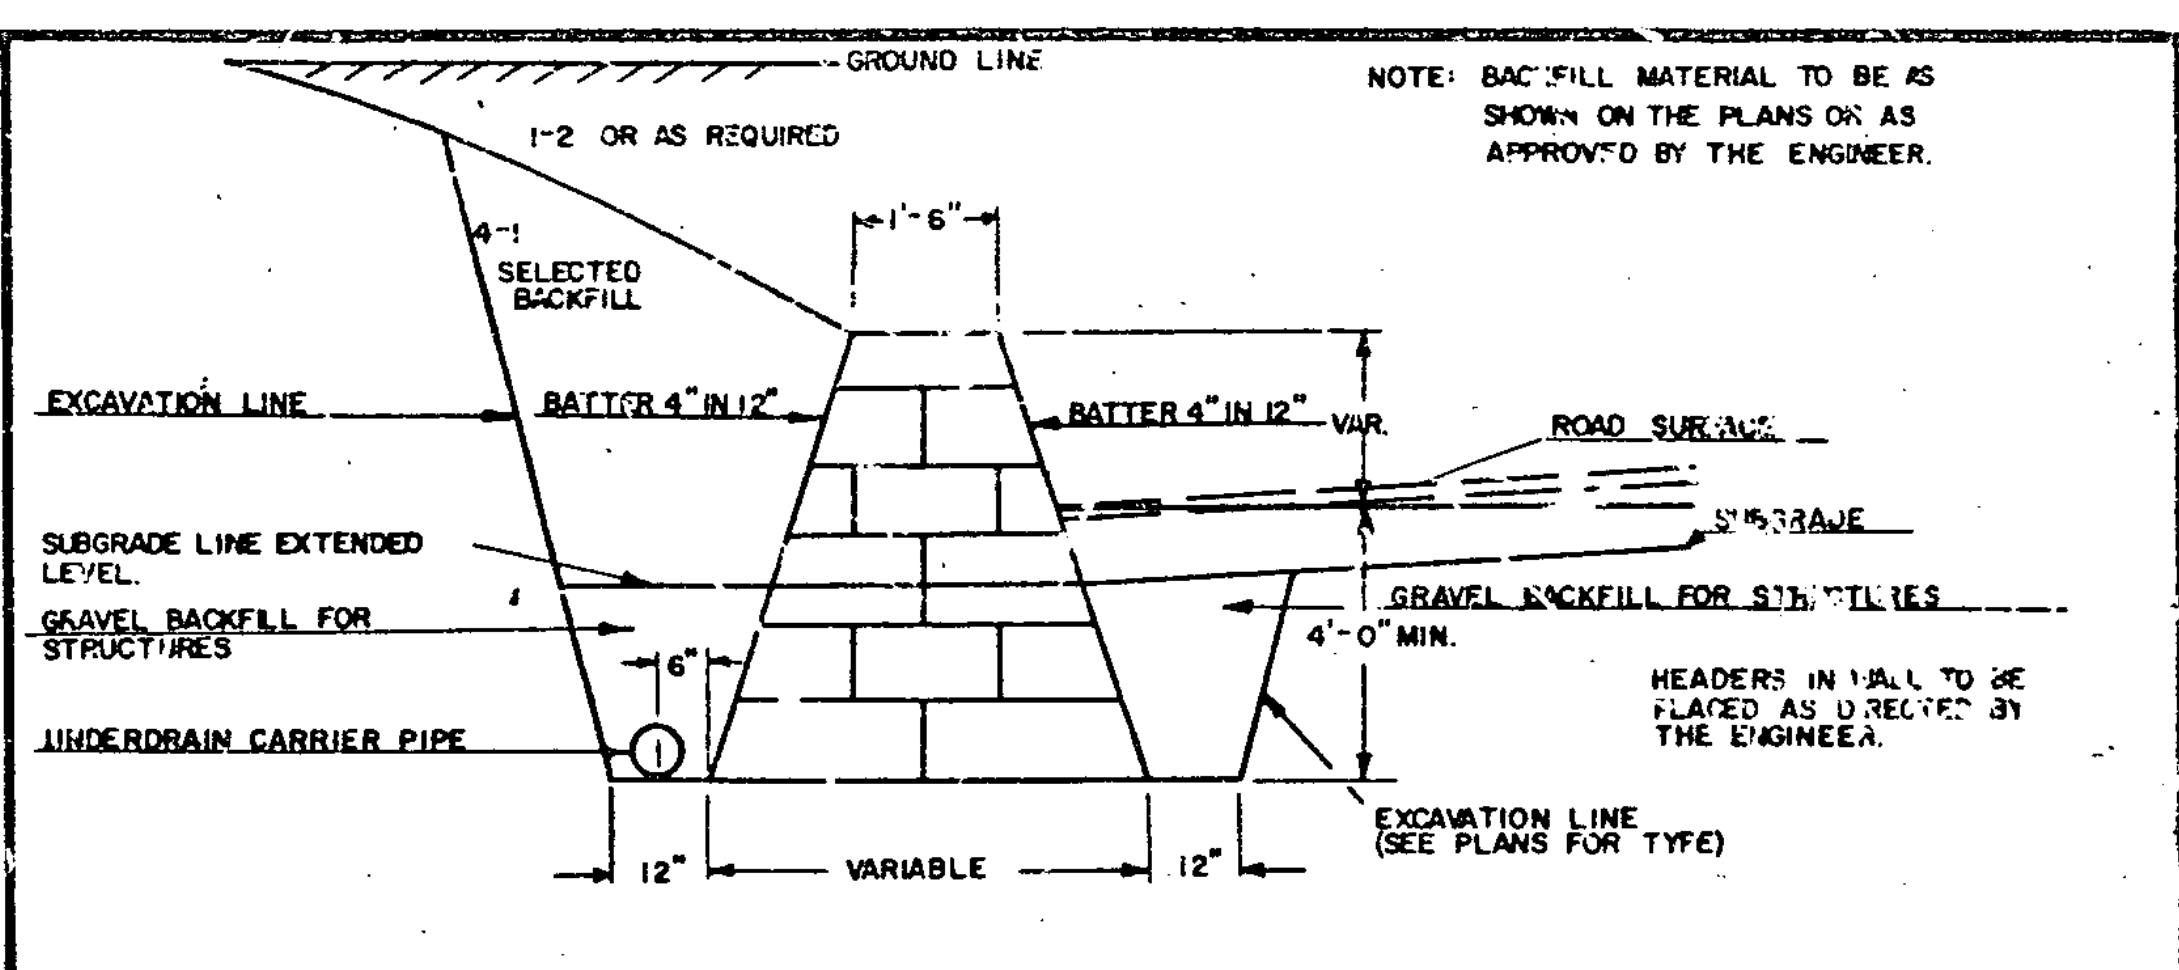 GROUND LINE
NOTE: BACKFILL MATERIAL TO BE AS
SHOWN ON THE PLANS OR AS
APPROVED BY THE ENGINEER.
1-2 OR AS REQUIRED
1'-6"
4-1
SELECTED
BACKFILL
EXCAVATION LINE
BATTER 4" IN 12"
BATTER 4" IN 12"
VAR.
ROAD SURFACE
SUBGRADE LINE EXTENDED
LEVEL.
SUBGRADE
GRAVEL BACKFILL FOR
STRUCTURES
GRAVEL BACKFILL FOR STRUCTURES
4'-0" MIN.
6"
HEADERS IN WALL TO BE
PLACED AS DIRECTED BY
THE ENGINEER.
UNDERDRAIN CARRIER PIPE
EXCAVATION LINE
(SEE PLANS FOR TYPE)
12"
VARIABLE
12"